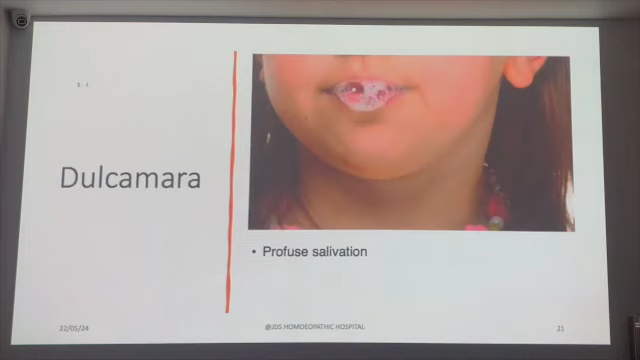 Dulcamara
• Profuse salivation
22/05/24
@JDS HOMOEOPATHIC HOSPITAL
21